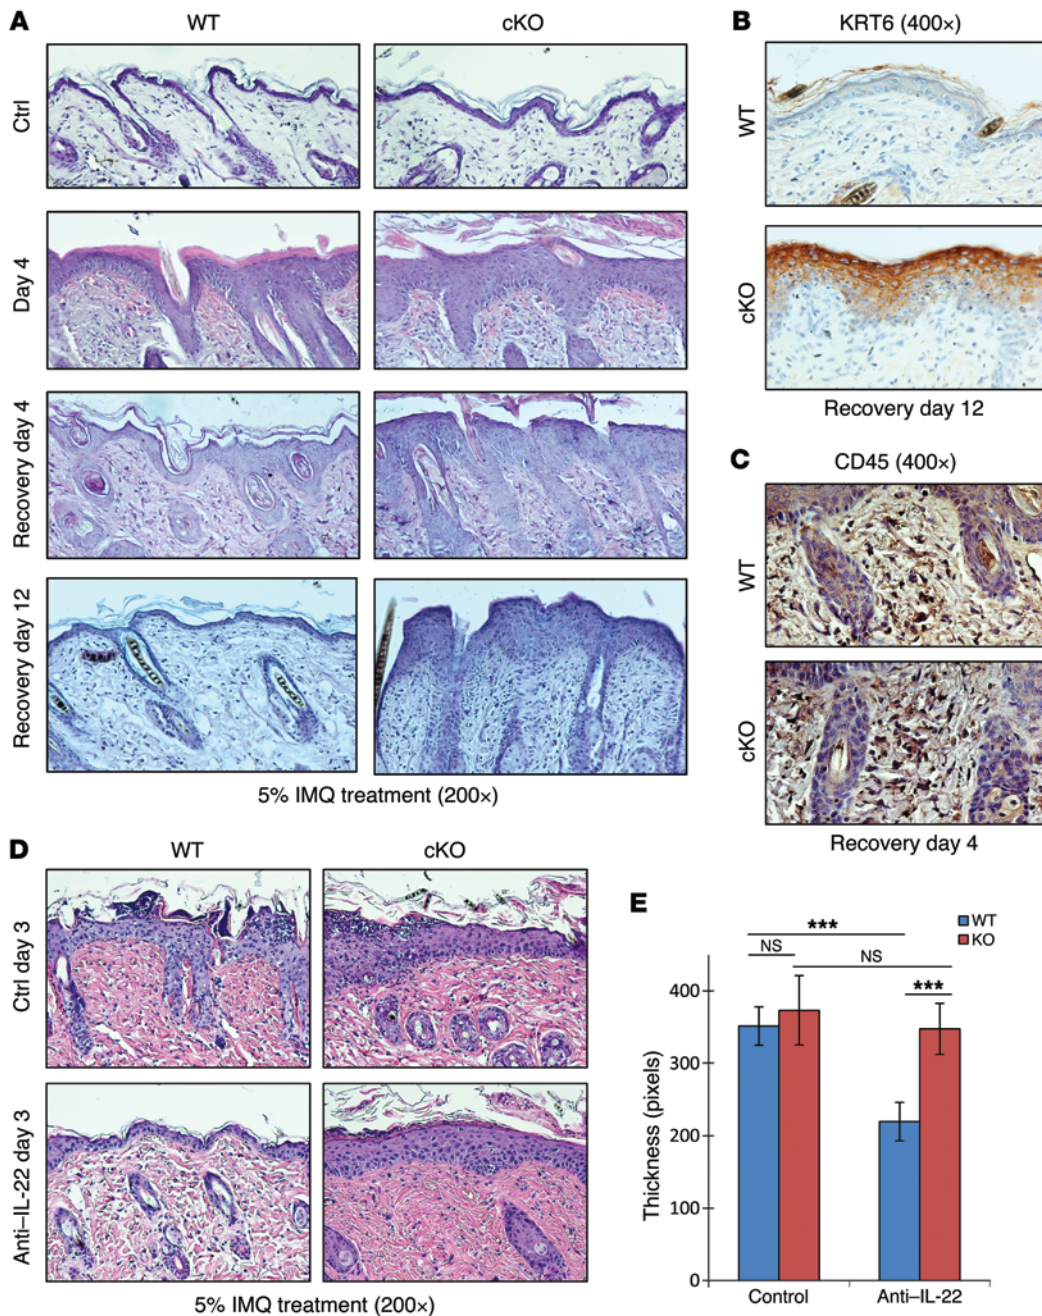 A
WT
cKO
Ctrl
Day 4
Recovery day 4
Recovery day 12
5% IMQ treatment (200×)
B
KRT6 (400×)
WT
cKO
Recovery day 12
C
CD45 (400×)
WT
cKO
Recovery day 4
D
WT
cKO
Ctrl day 3
Anti–IL-22 day 3
5% IMQ treatment (200×)
E
WT
KO
***
NS
NS
***
Thickness (pixels)
400
300
200
100
0
Control
Anti–IL-22